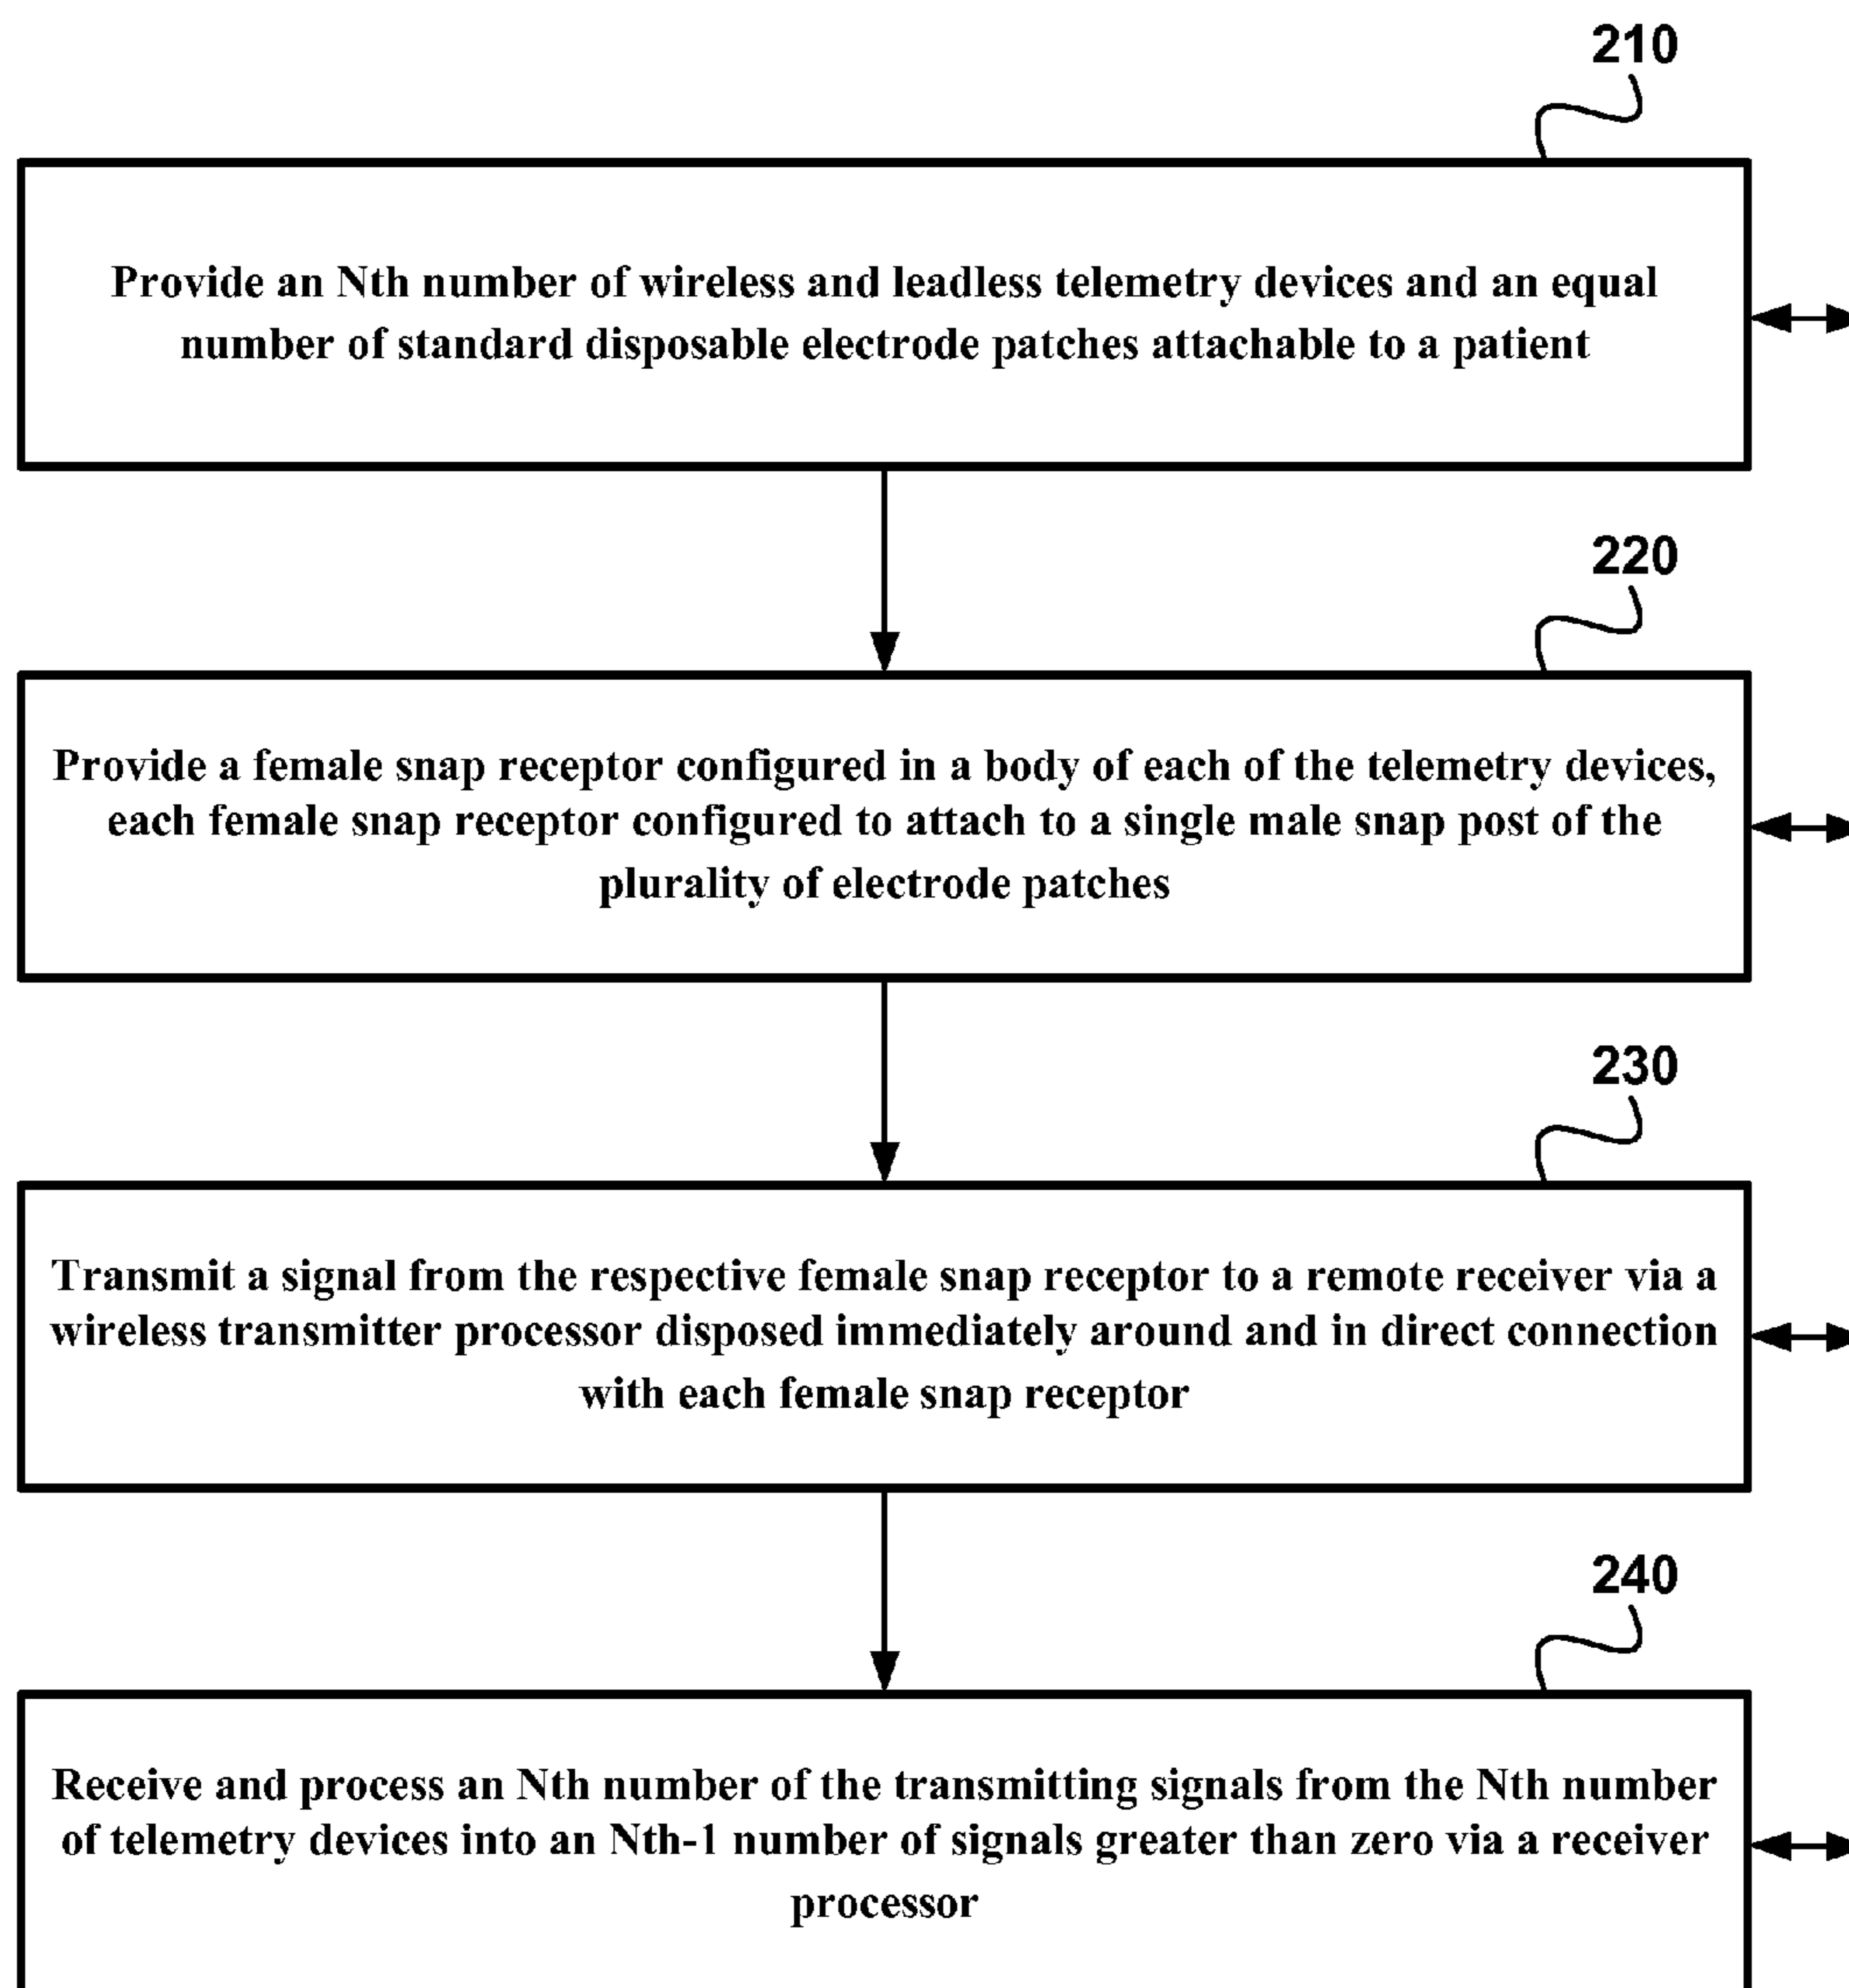 210
Provide an Nth number of wireless and leadless telemetry devices and an equal
number of standard disposable electrode patches attachable to a patient
220
Provide a female snap receptor configured in a body of each of the telemetry devices,
each female snap receptor configured to attach to a single male snap post of the
plurality of electrode patches
230
Transmit a signal from the respective female snap receptor to a remote receiver via a
wireless transmitter processor disposed immediately around and in direct connection
with each female snap receptor
240
Receive and process an Nth number of the transmitting signals from the Nth number
of telemetry devices into an Nth-1 number of signals greater than zero via a receiver
processor